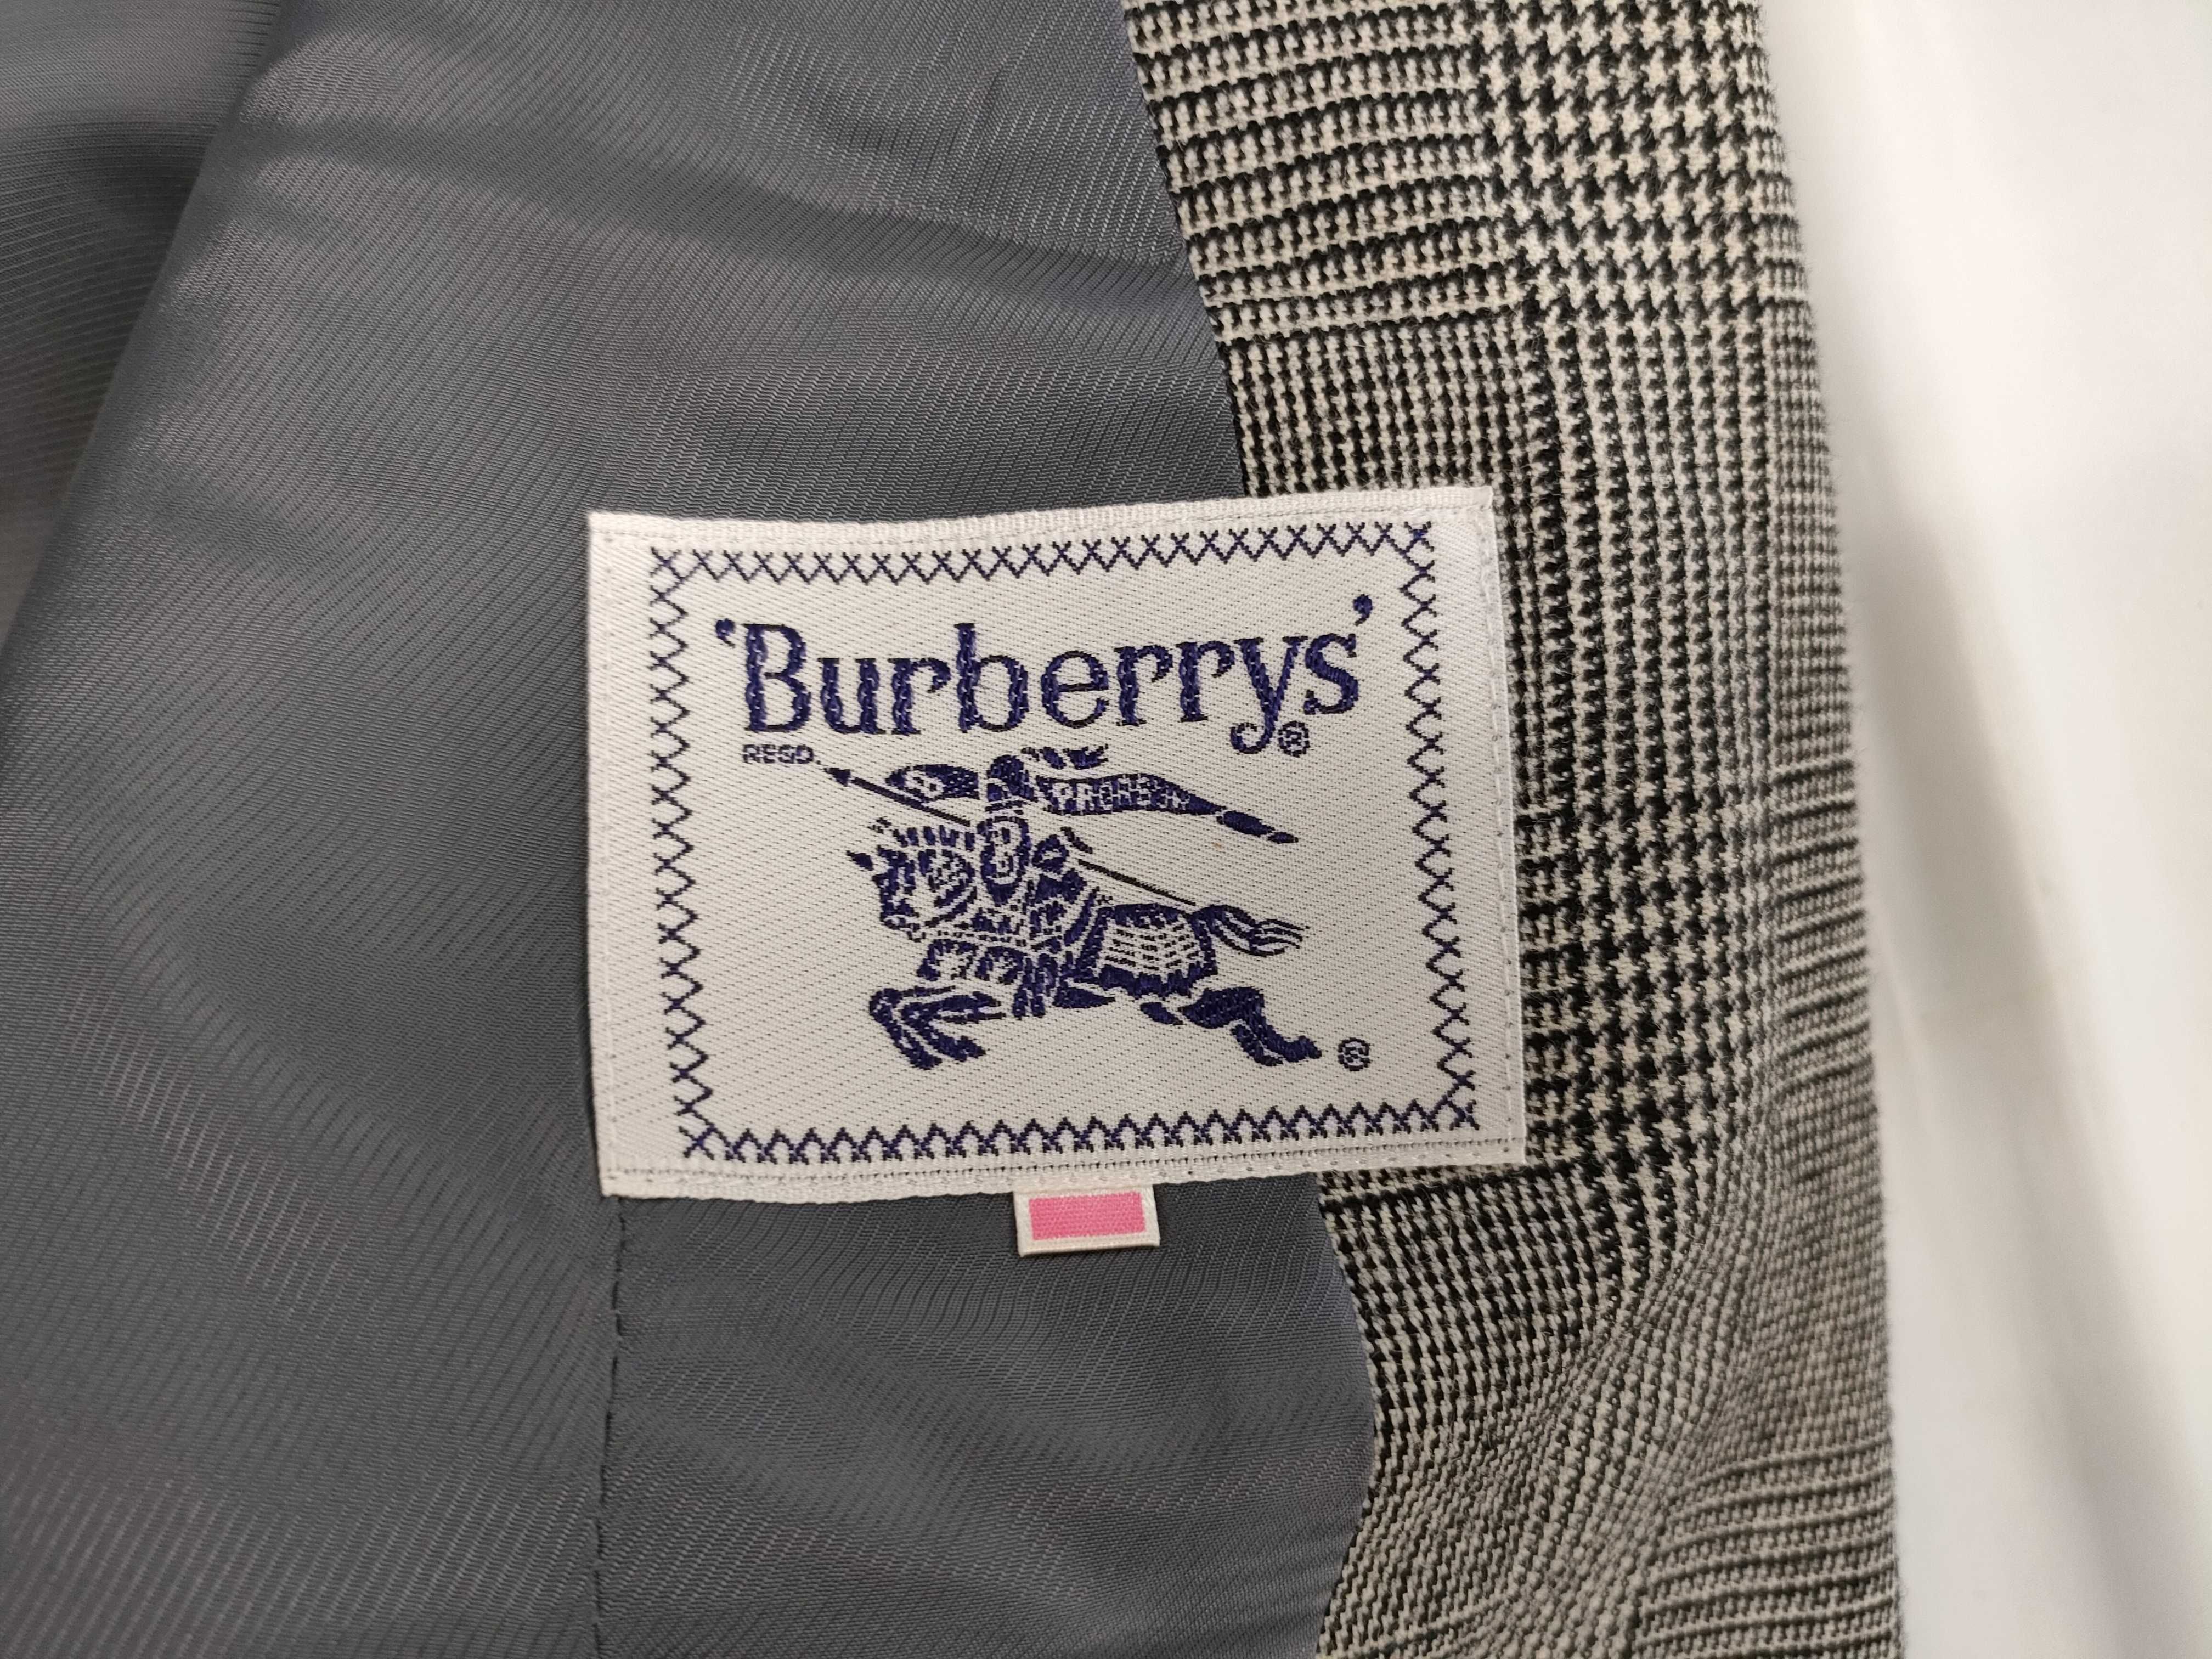 ‘Burberrys’®
REGD.
B PRORSUM
B
®